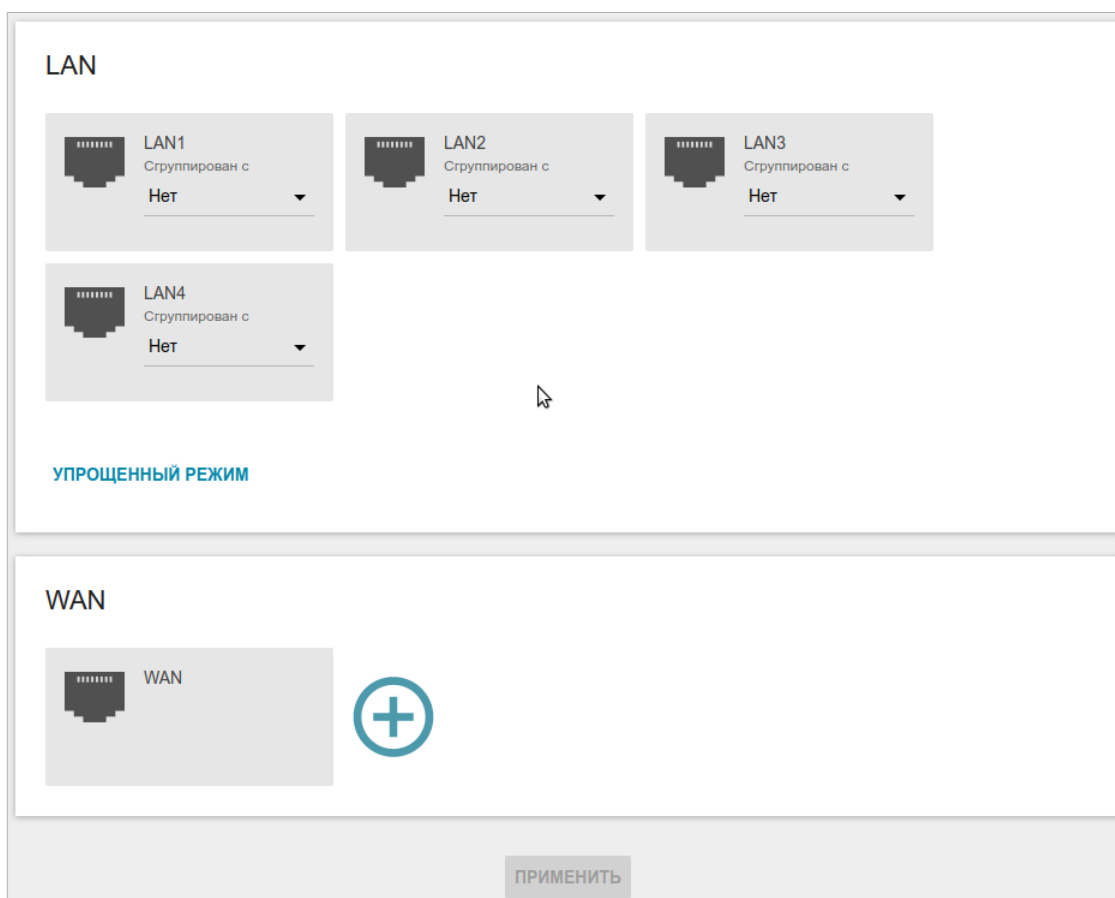 LAN
LAN1
Сгруппирован с
Нет
LAN2
Сгруппирован с
Нет
LAN3
Сгруппирован с
Нет
LAN4
Сгруппирован с
Нет
УПРОЩЕННЫЙ РЕЖИМ
WAN
WAN
ПРИМЕНИТЬ